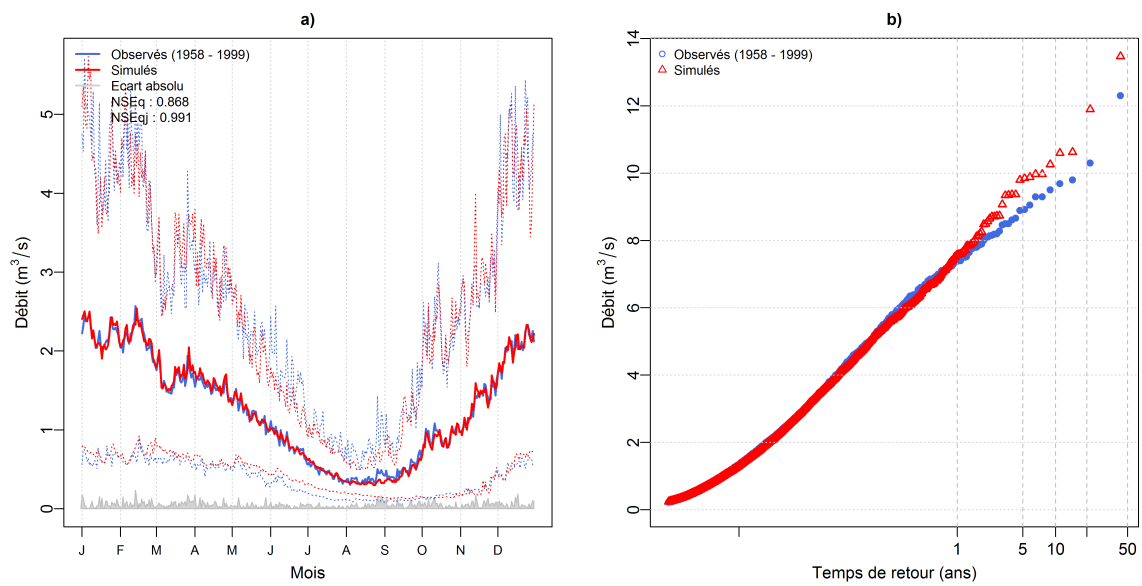 a)
Observés (1958 - 1999)
Simulés
Ecart absolu
NSEq : 0.868
NSEqj : 0.991
Débit (m³/s)
5
4
3
2
1
0
J F M A M J J A S O N D
Mois
b)
Observés (1958 - 1999)
Simulés
Débit (m³/s)
14
12
10
8
6
4
2
0
1 5 10 50
Temps de retour (ans)